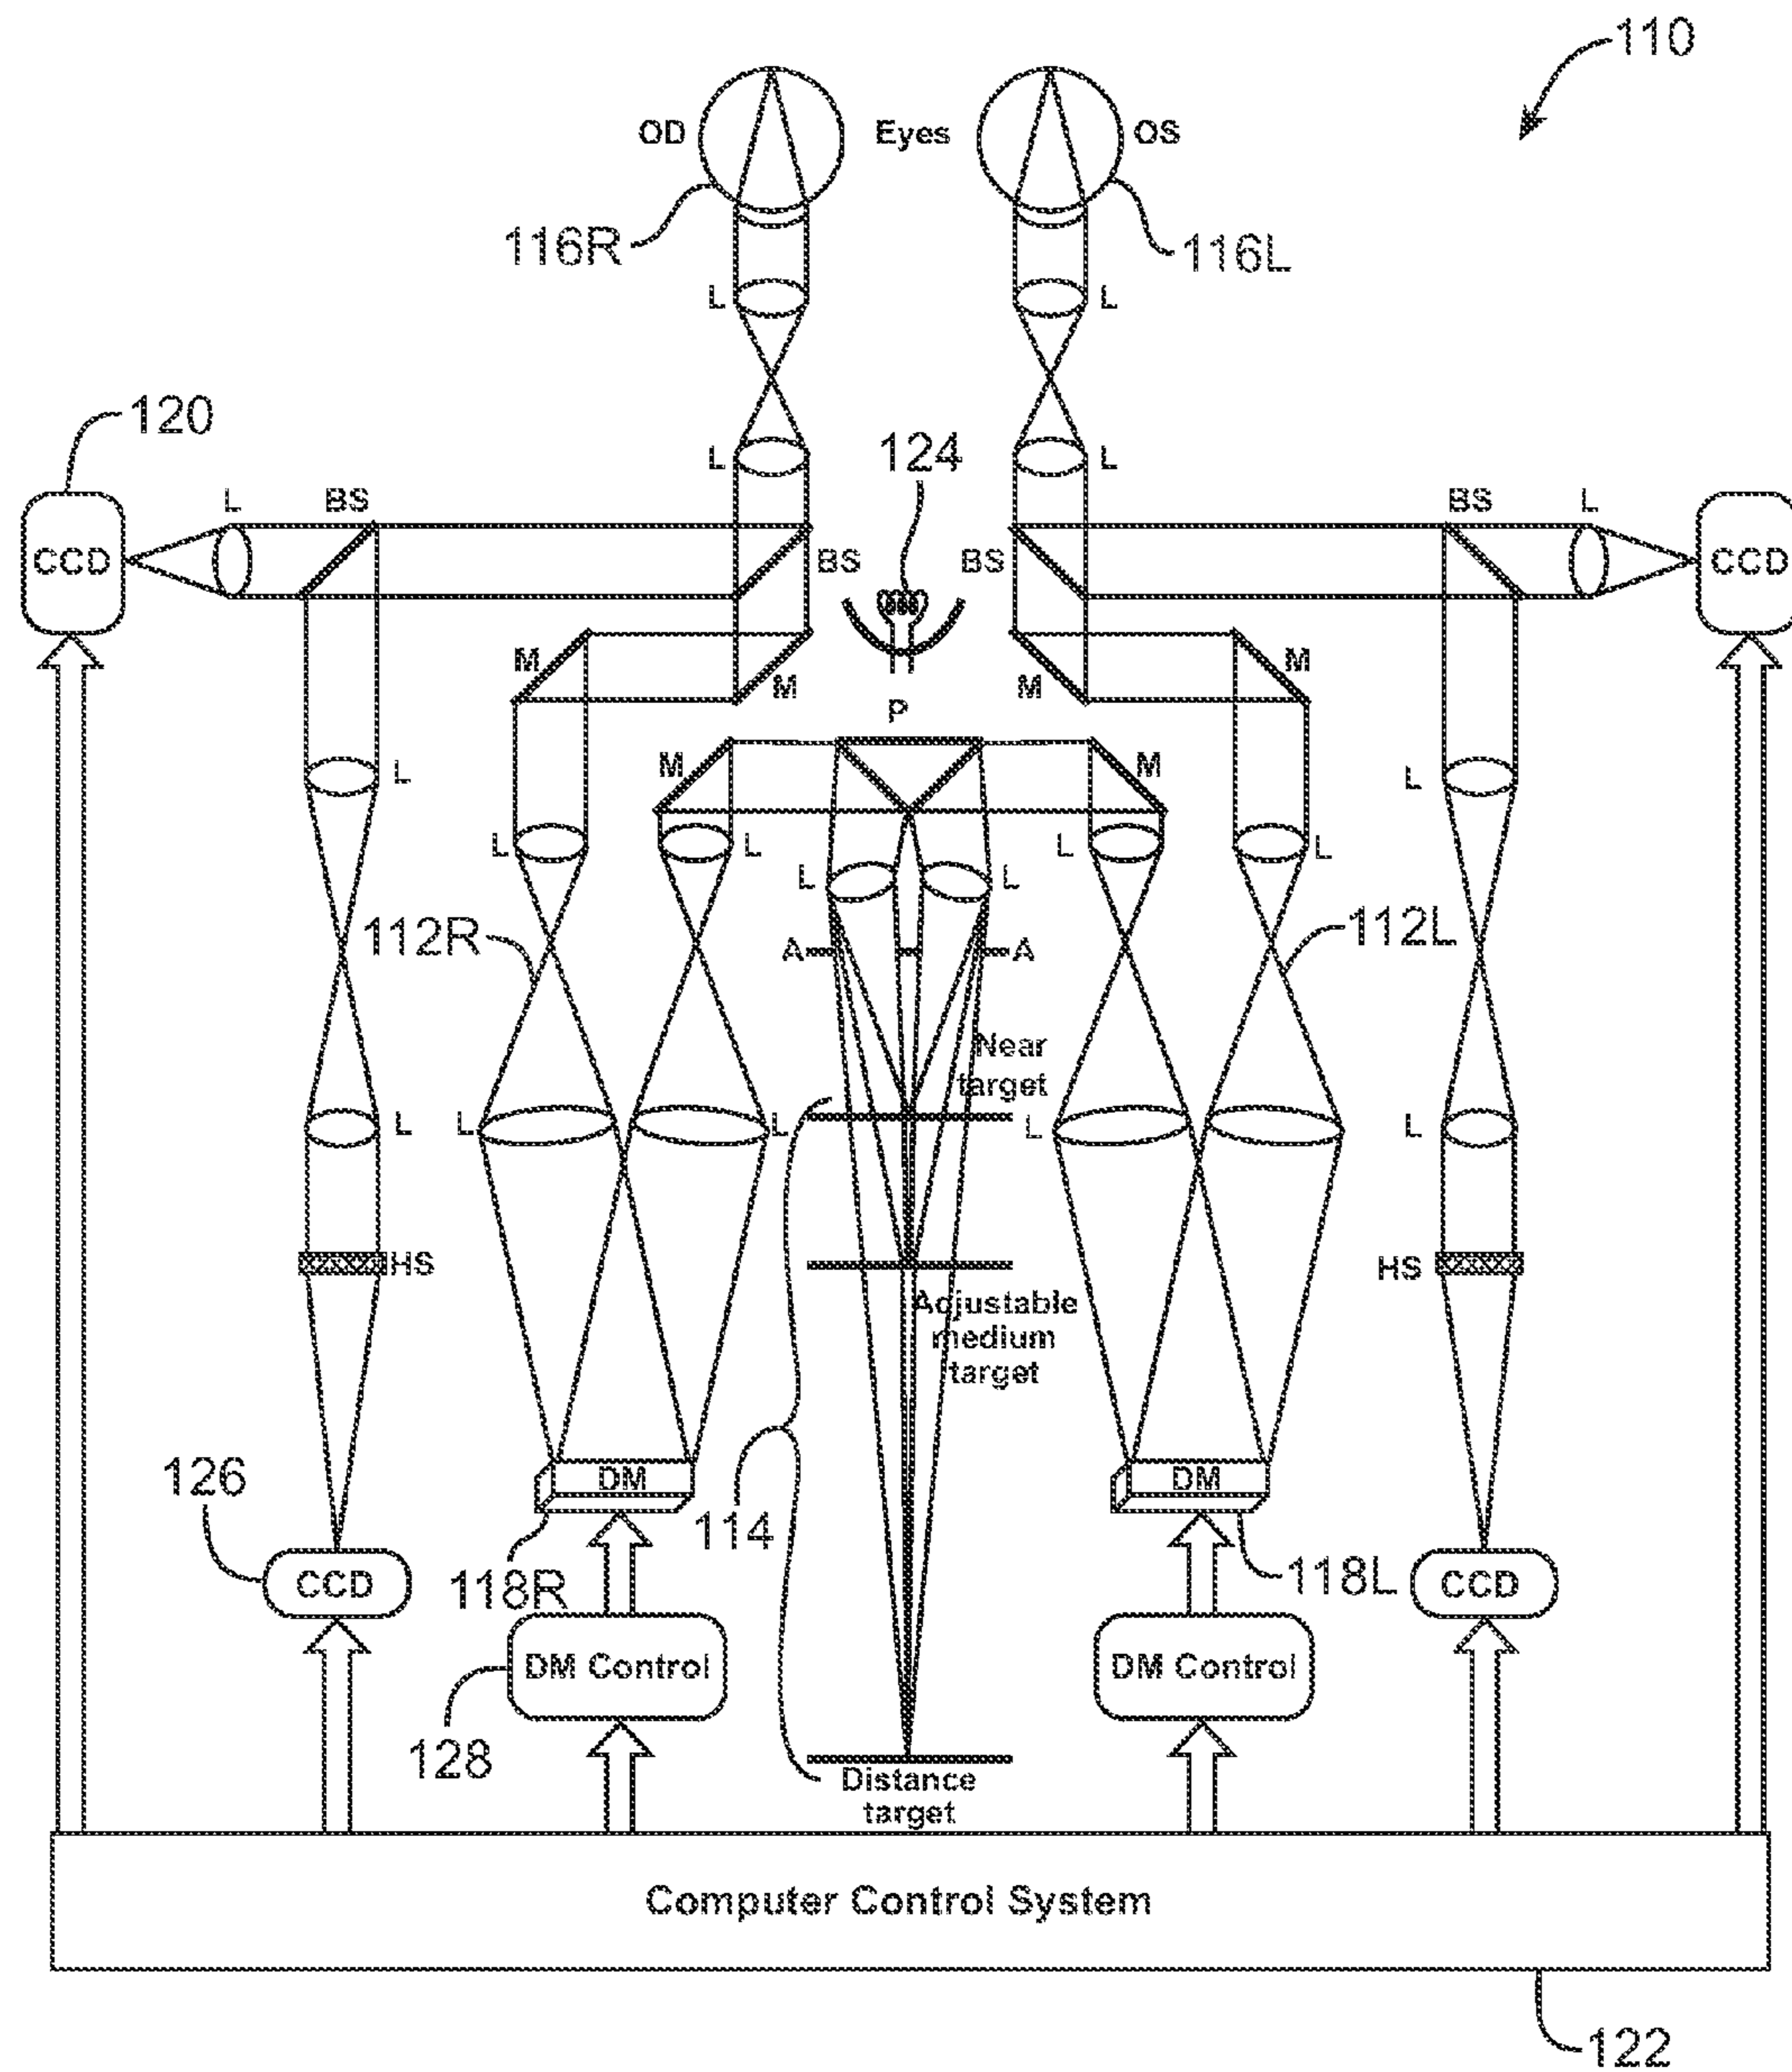 110
OD Eyes OS
116R
116L
L L
120
124
L L
L BS BS L
CCD BS BS CCD
M M M M
P
M M
L L
L L L L
L L
112R 112L
A A
Near
target
L L L L L
HS HS
Adjustable
medium
target
DM DM
126
114
118R 118L
CCD CCD
DM Control DM Control
128
Distance
target
Computer Control System
122